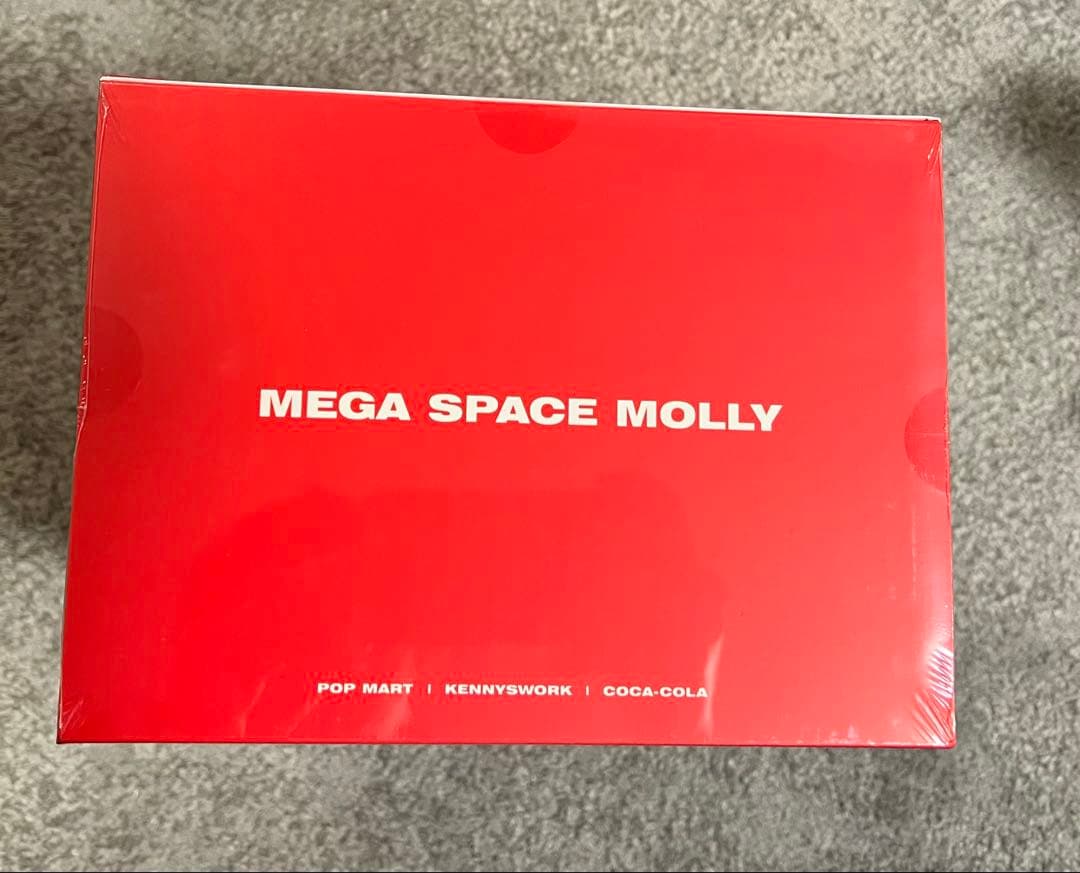 MEGA SPACE MOLLY
POP MART | KENNYSWORK | COCA-COLA